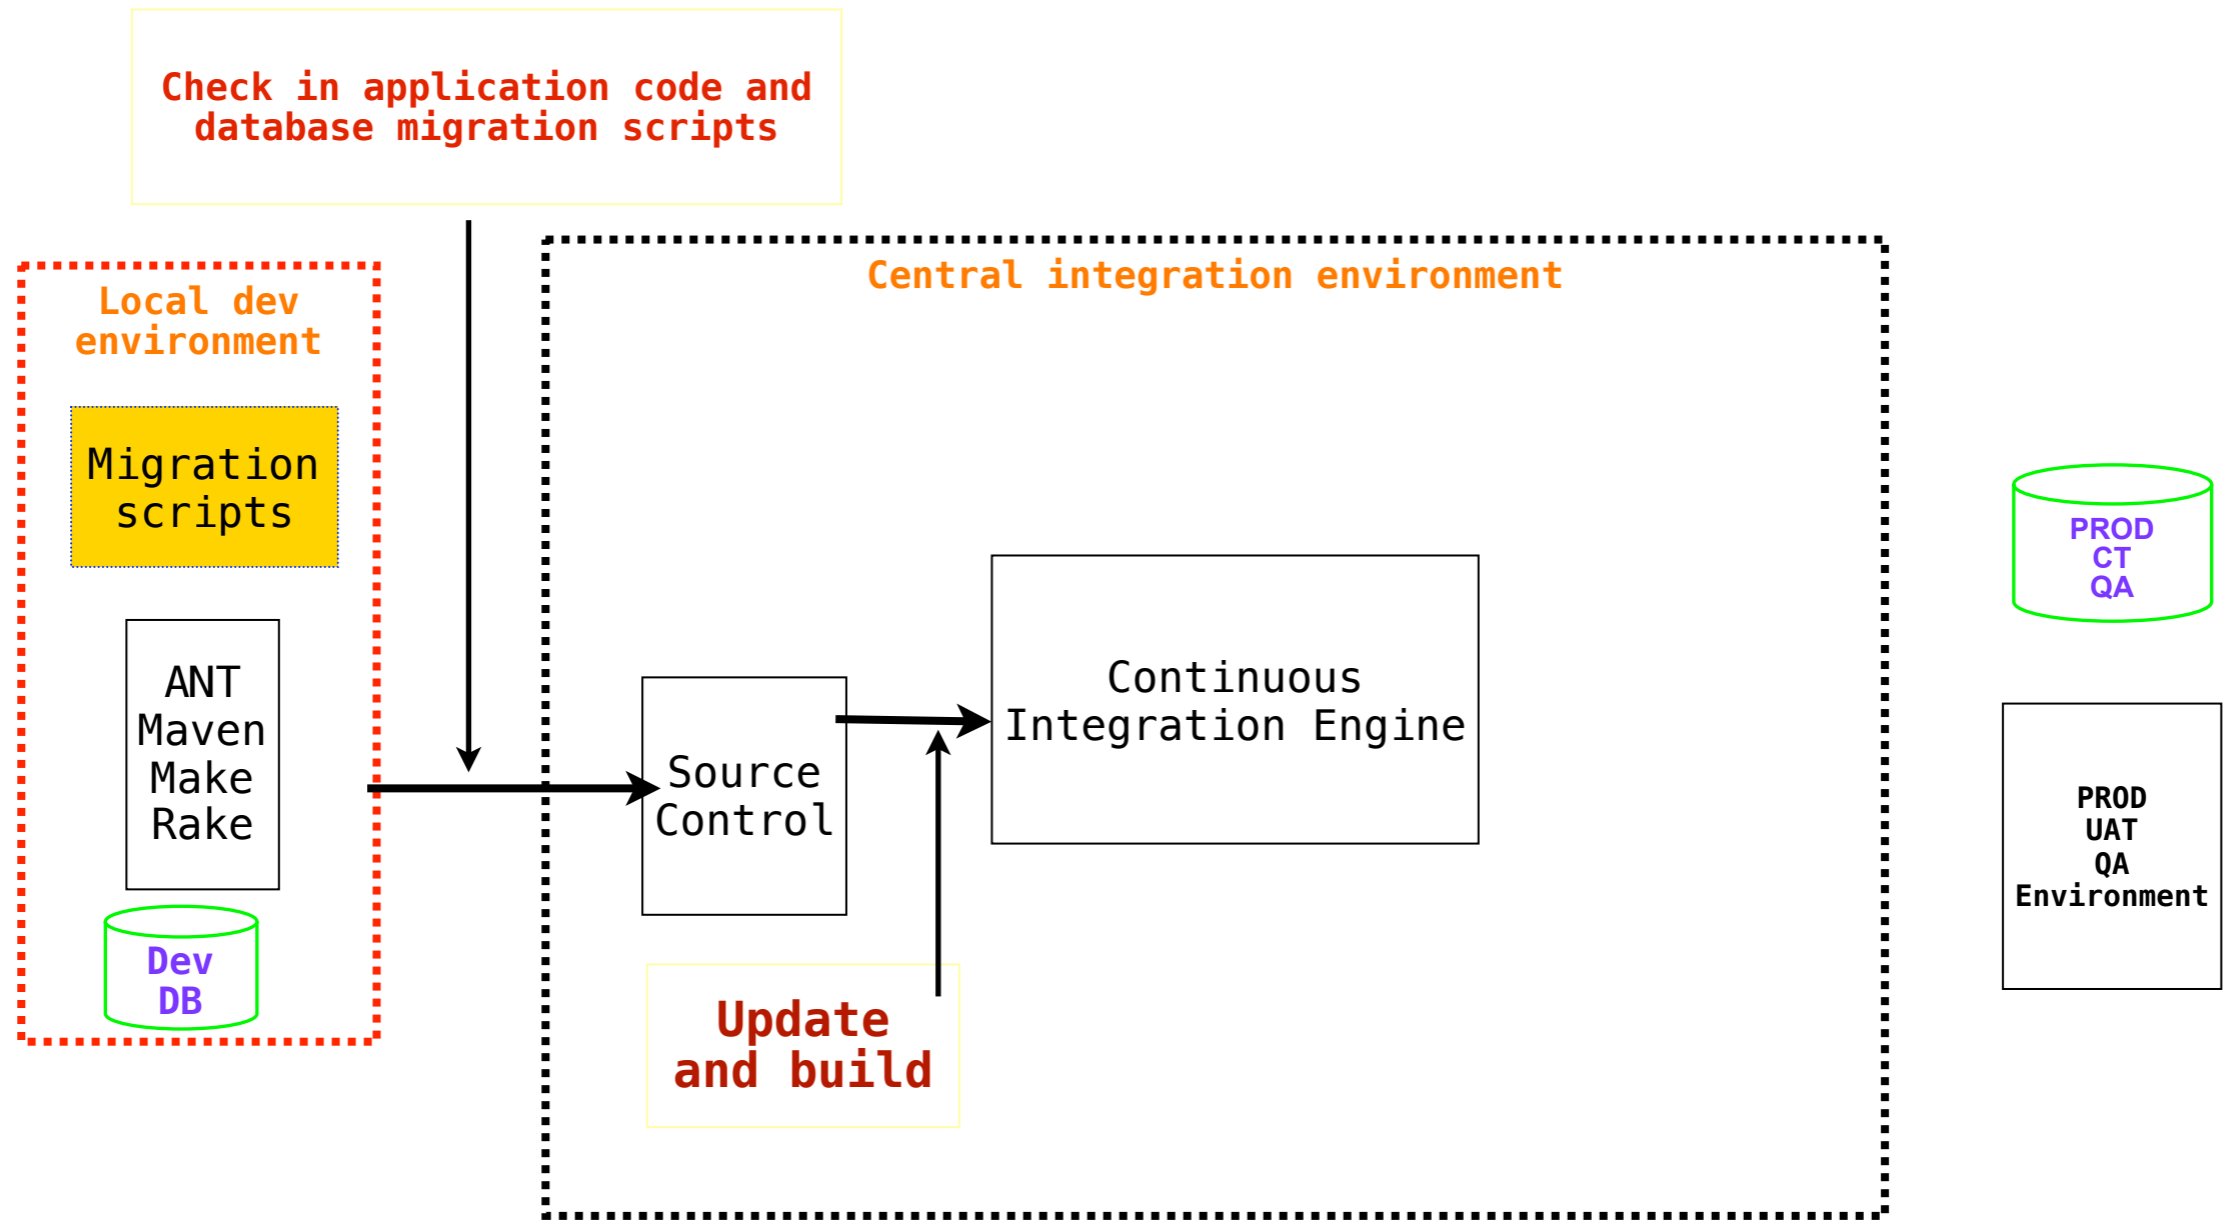 Check in application code and
database migration scripts
Local dev
environment
Migration
scripts
ANT
Maven
Make
Rake
Dev
DB
Central integration environment
Source
Control
Update
and build
Continuous
Integration Engine
PROD
CT
QA
PROD
UAT
QA
Environment